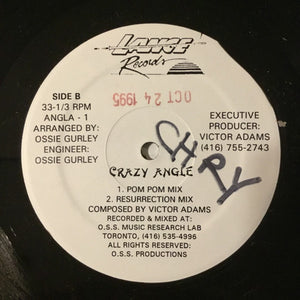 LANCE
Records
SIDE B
33-1/3 RPM
ANGLA - 1
ARRANGED BY:
OSSIE GURLEY
ENGINEER:
OSSIE GURLEY
OCT 24 1995
EXECUTIVE
PRODUCER:
VICTOR ADAMS
(416) 755-2743
CHRY
CRAZY ANGLE
1. POM POM MIX
2. RESURRECTION MIX
COMPOSED BY VICTOR ADAMS
RECORDED & MIXED AT:
O.S.S. MUSIC RESEARCH LAB
TORONTO, (416) 535-4996
ALL RIGHTS RESERVED:
O.S.S. PRODUCTIONS